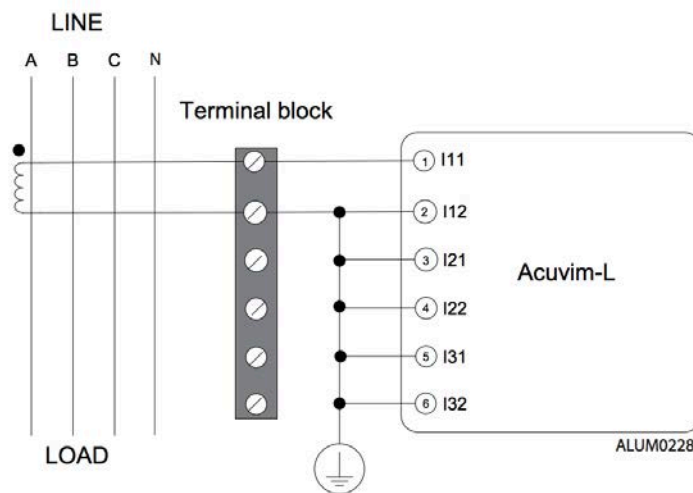 LINE
A B C N
Terminal block
1 I11
2 I12
3 I21
Acuvim-L
4 I22
5 I31
6 I32
ALUM0228
LOAD